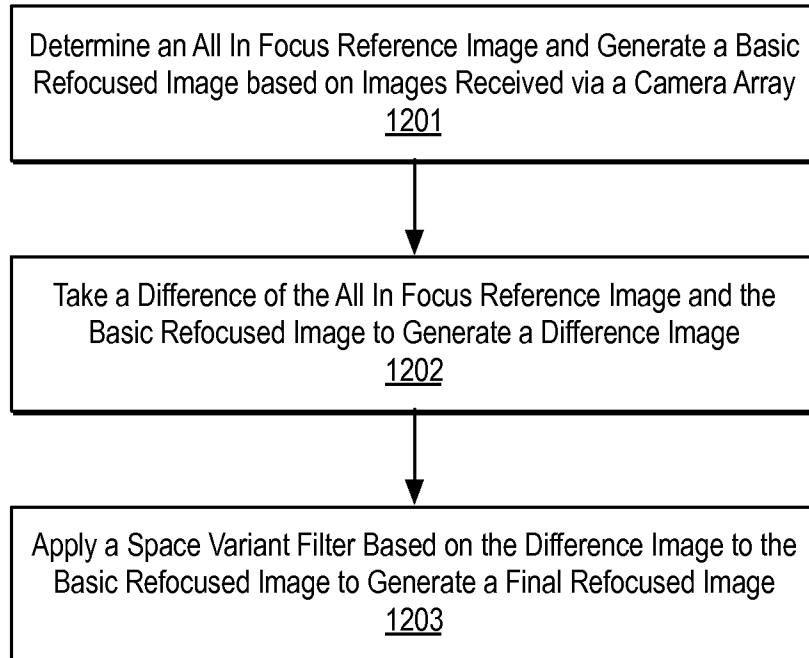 Determine an All In Focus Reference Image and Generate a Basic
Refocused Image based on Images Received via a Camera Array
1201
Take a Difference of the All In Focus Reference Image and the
Basic Refocused Image to Generate a Difference Image
1202
Apply a Space Variant Filter Based on the Difference Image to the
Basic Refocused Image to Generate a Final Refocused Image
1203